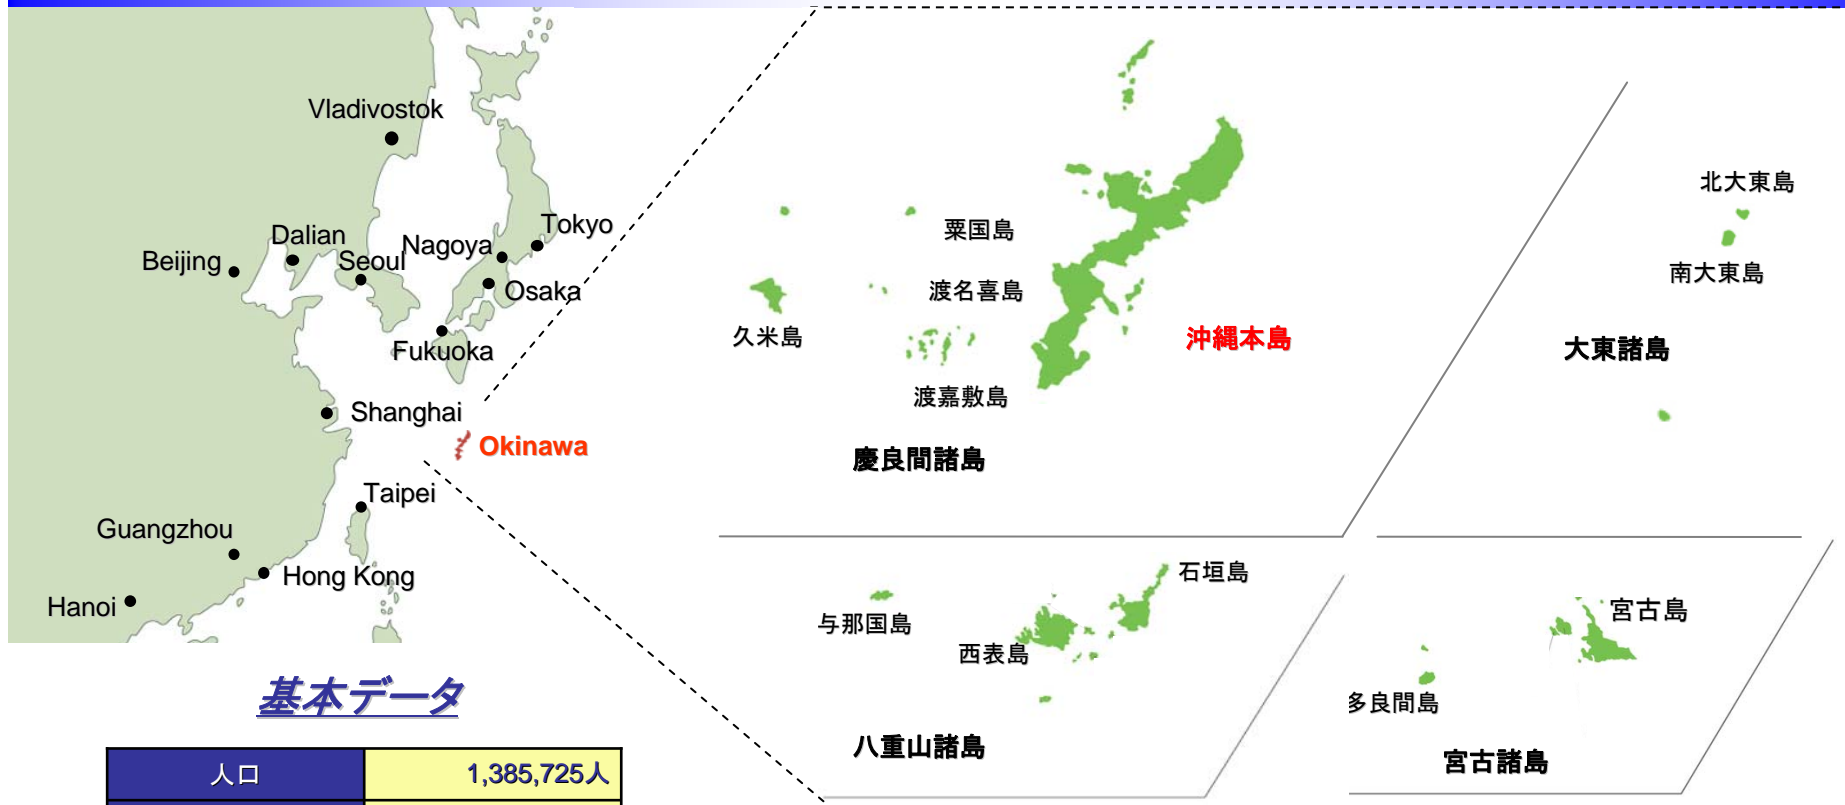 Vladivostok
Tokyo
Dalian
Nagoya
Beijing
Seoul
Osaka
Fukuoka
Shanghai
Okinawa
Taipei
Guangzhou
Hong Kong
Hanoi
粟国島
渡名喜島
久米島
沖縄本島
渡嘉敷島
慶良間諸島
北大東島
南大東島
大東諸島
石垣島
与那国島
西表島
八重山諸島
宮古島
多良間島
宮古諸島
基本データ
人口 1,385,725人